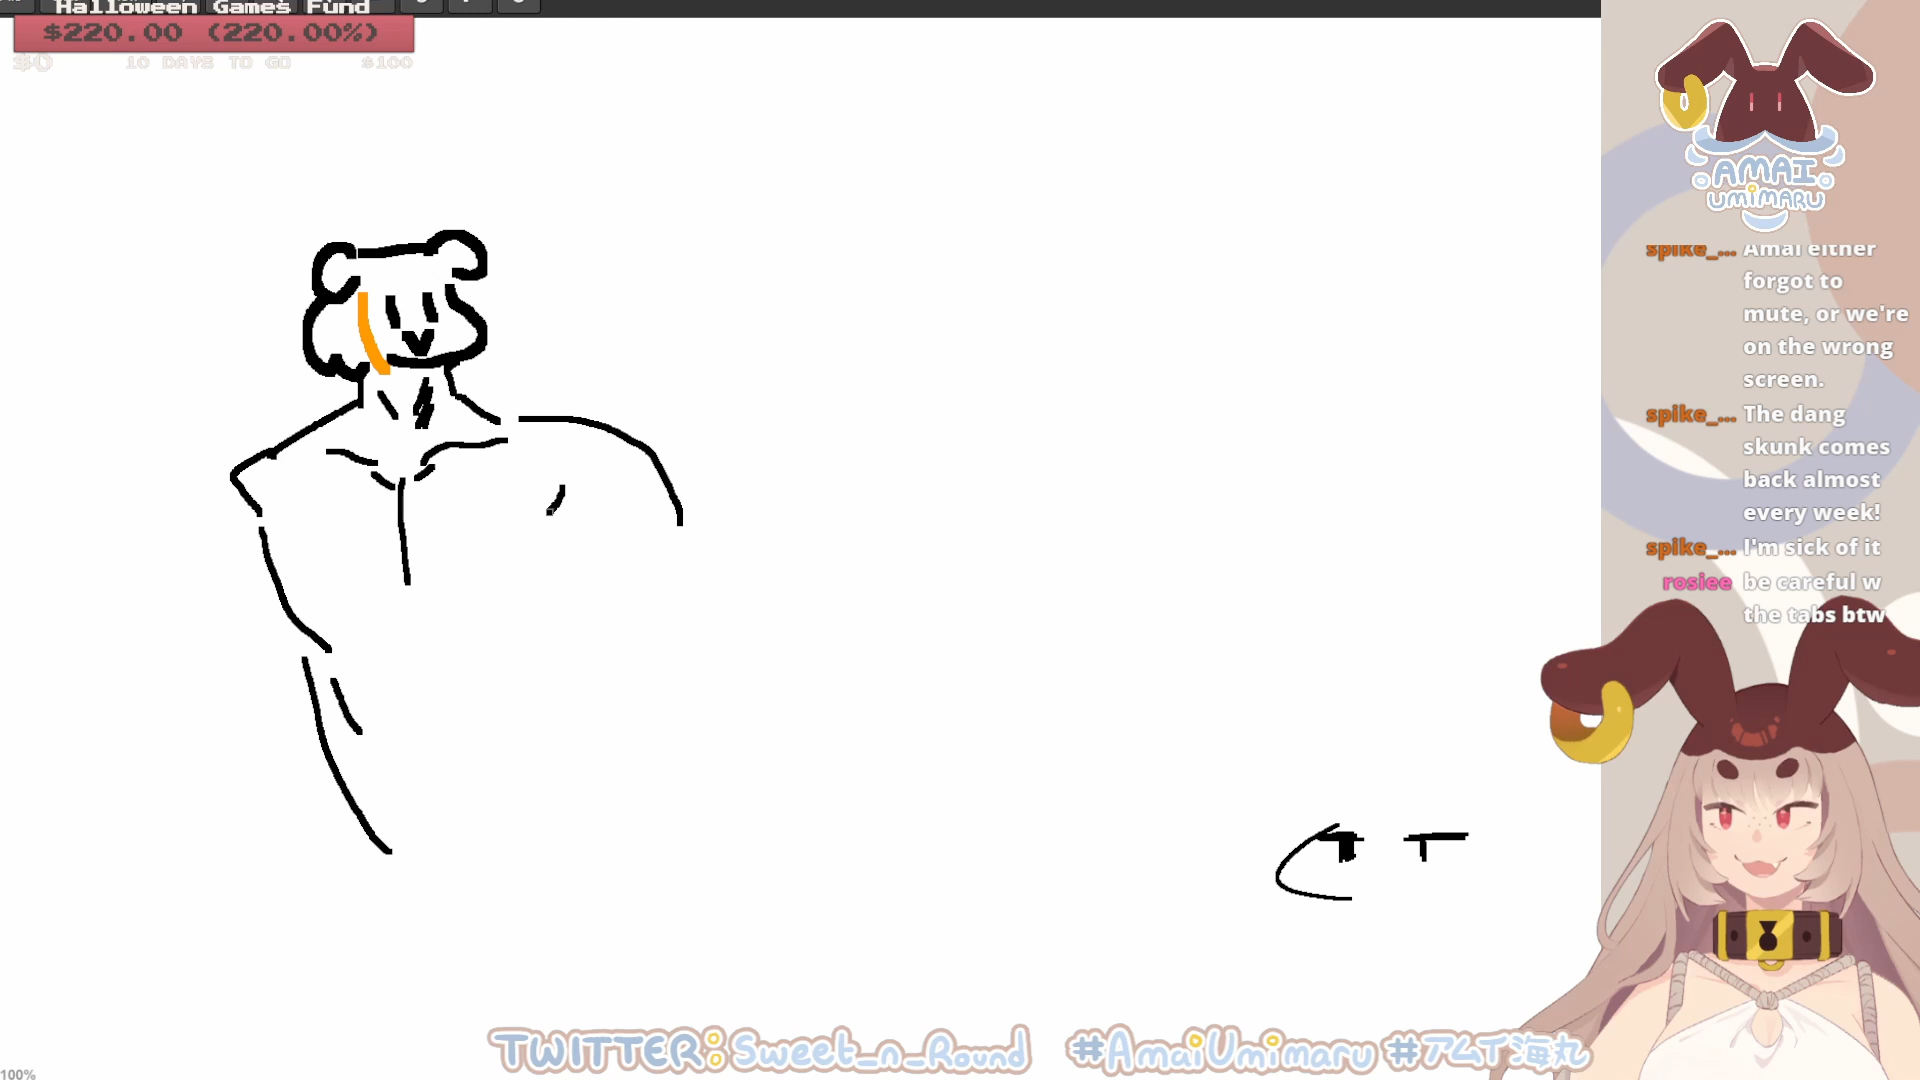 Halloween Games Fund
$220.00 (220.00%)
$0 10 DAYS TO GO $100
AMAI
UMIMARU
spike_... Amai either
forgot to
mute, or we're
on the wrong
screen.
spike_... The dang
skunk comes
back almost
every week!
spike_... I'm sick of it
rosiee be careful w
the tabs btw
TWITTER:Sweet_n_Round #AmaiUmimaru #アムイ海丸
100%